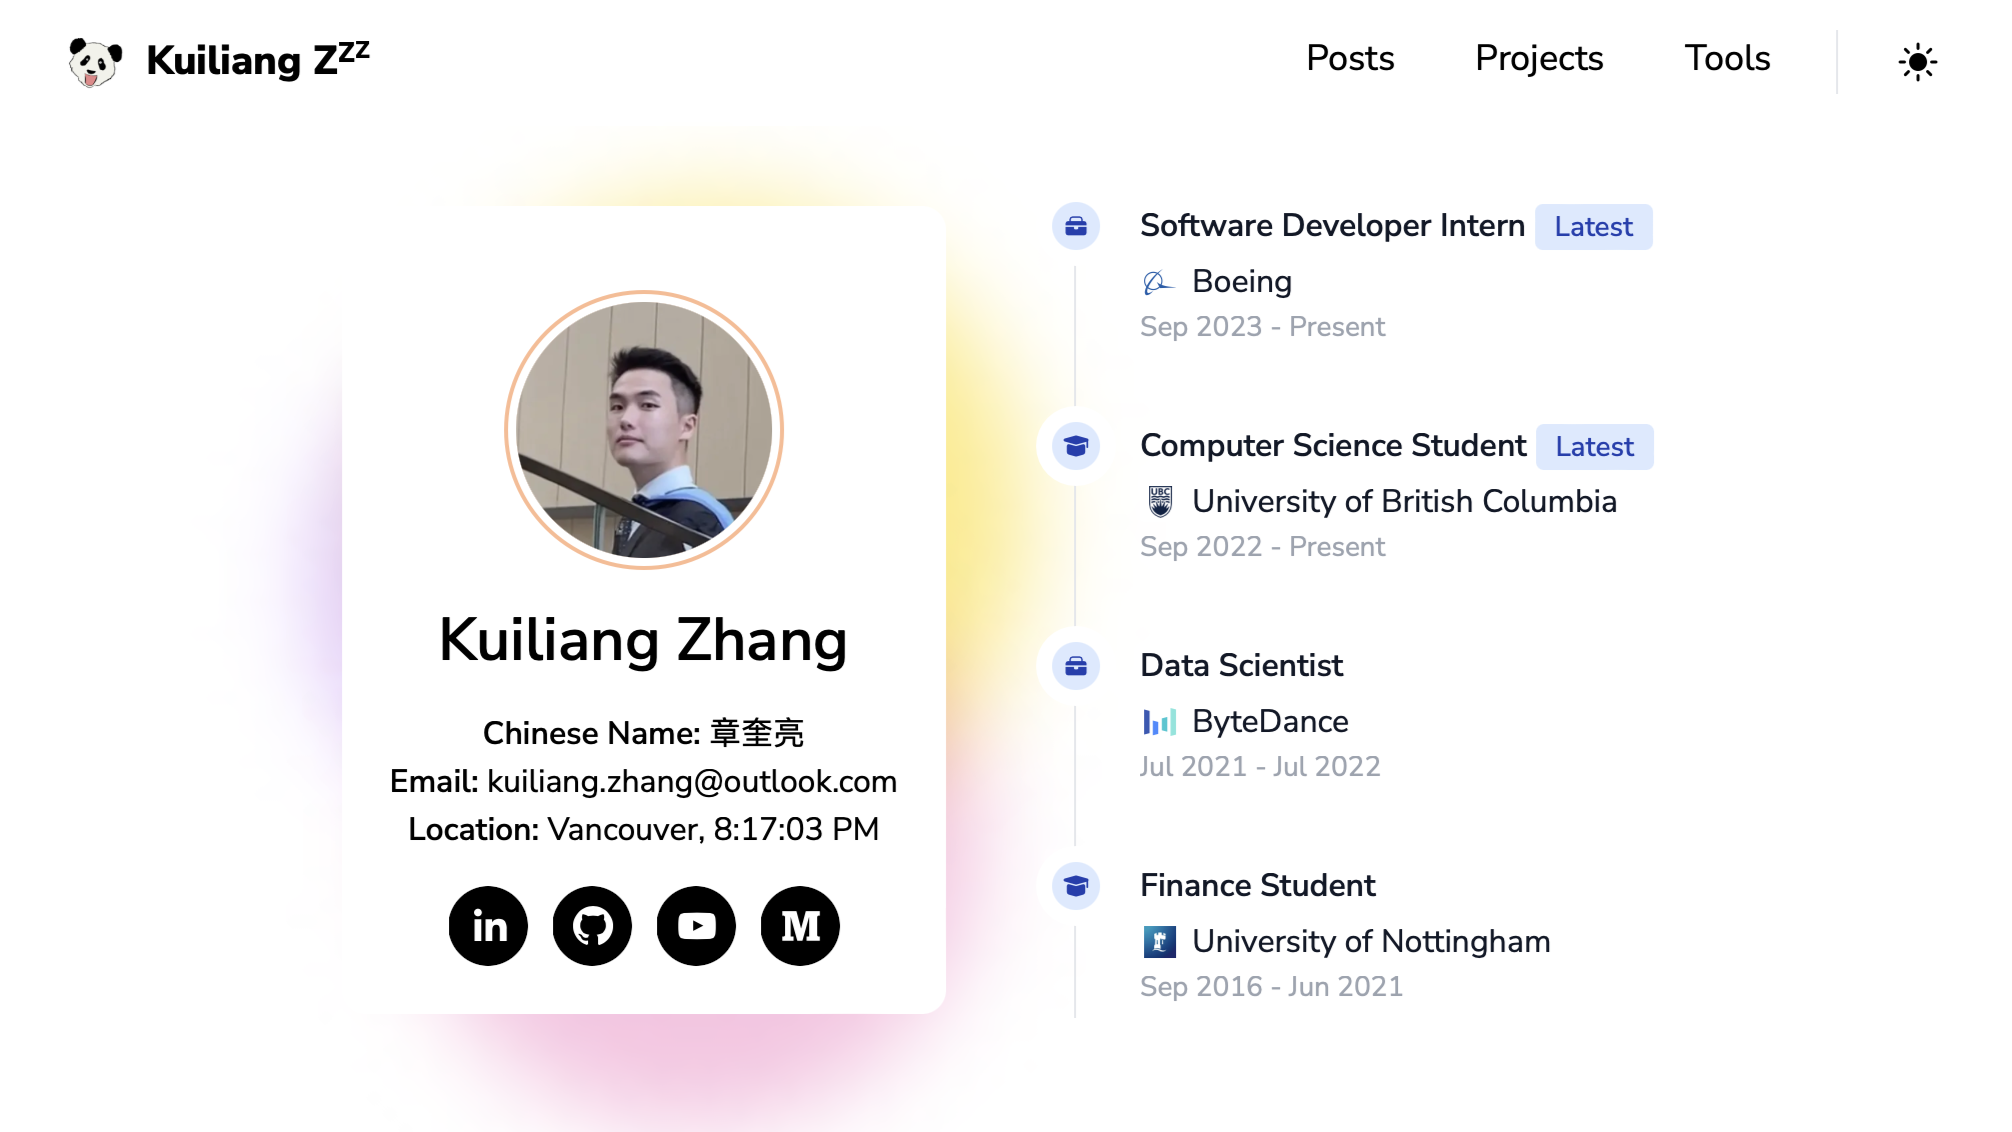 Kuiliang Zzz
Posts
Projects
Tools
Kuiliang Zhang
Chinese Name: 章奎亮
Email: kuiliang.zhang@outlook.com
Location: Vancouver, 8:17:03 PM
in
M
Software Developer Intern Latest
Boeing
Sep 2023 - Present
Computer Science Student Latest
UBC
University of British Columbia
Sep 2022 - Present
Data Scientist
ByteDance
Jul 2021 - Jul 2022
Finance Student
University of Nottingham
Sep 2016 - Jun 2021